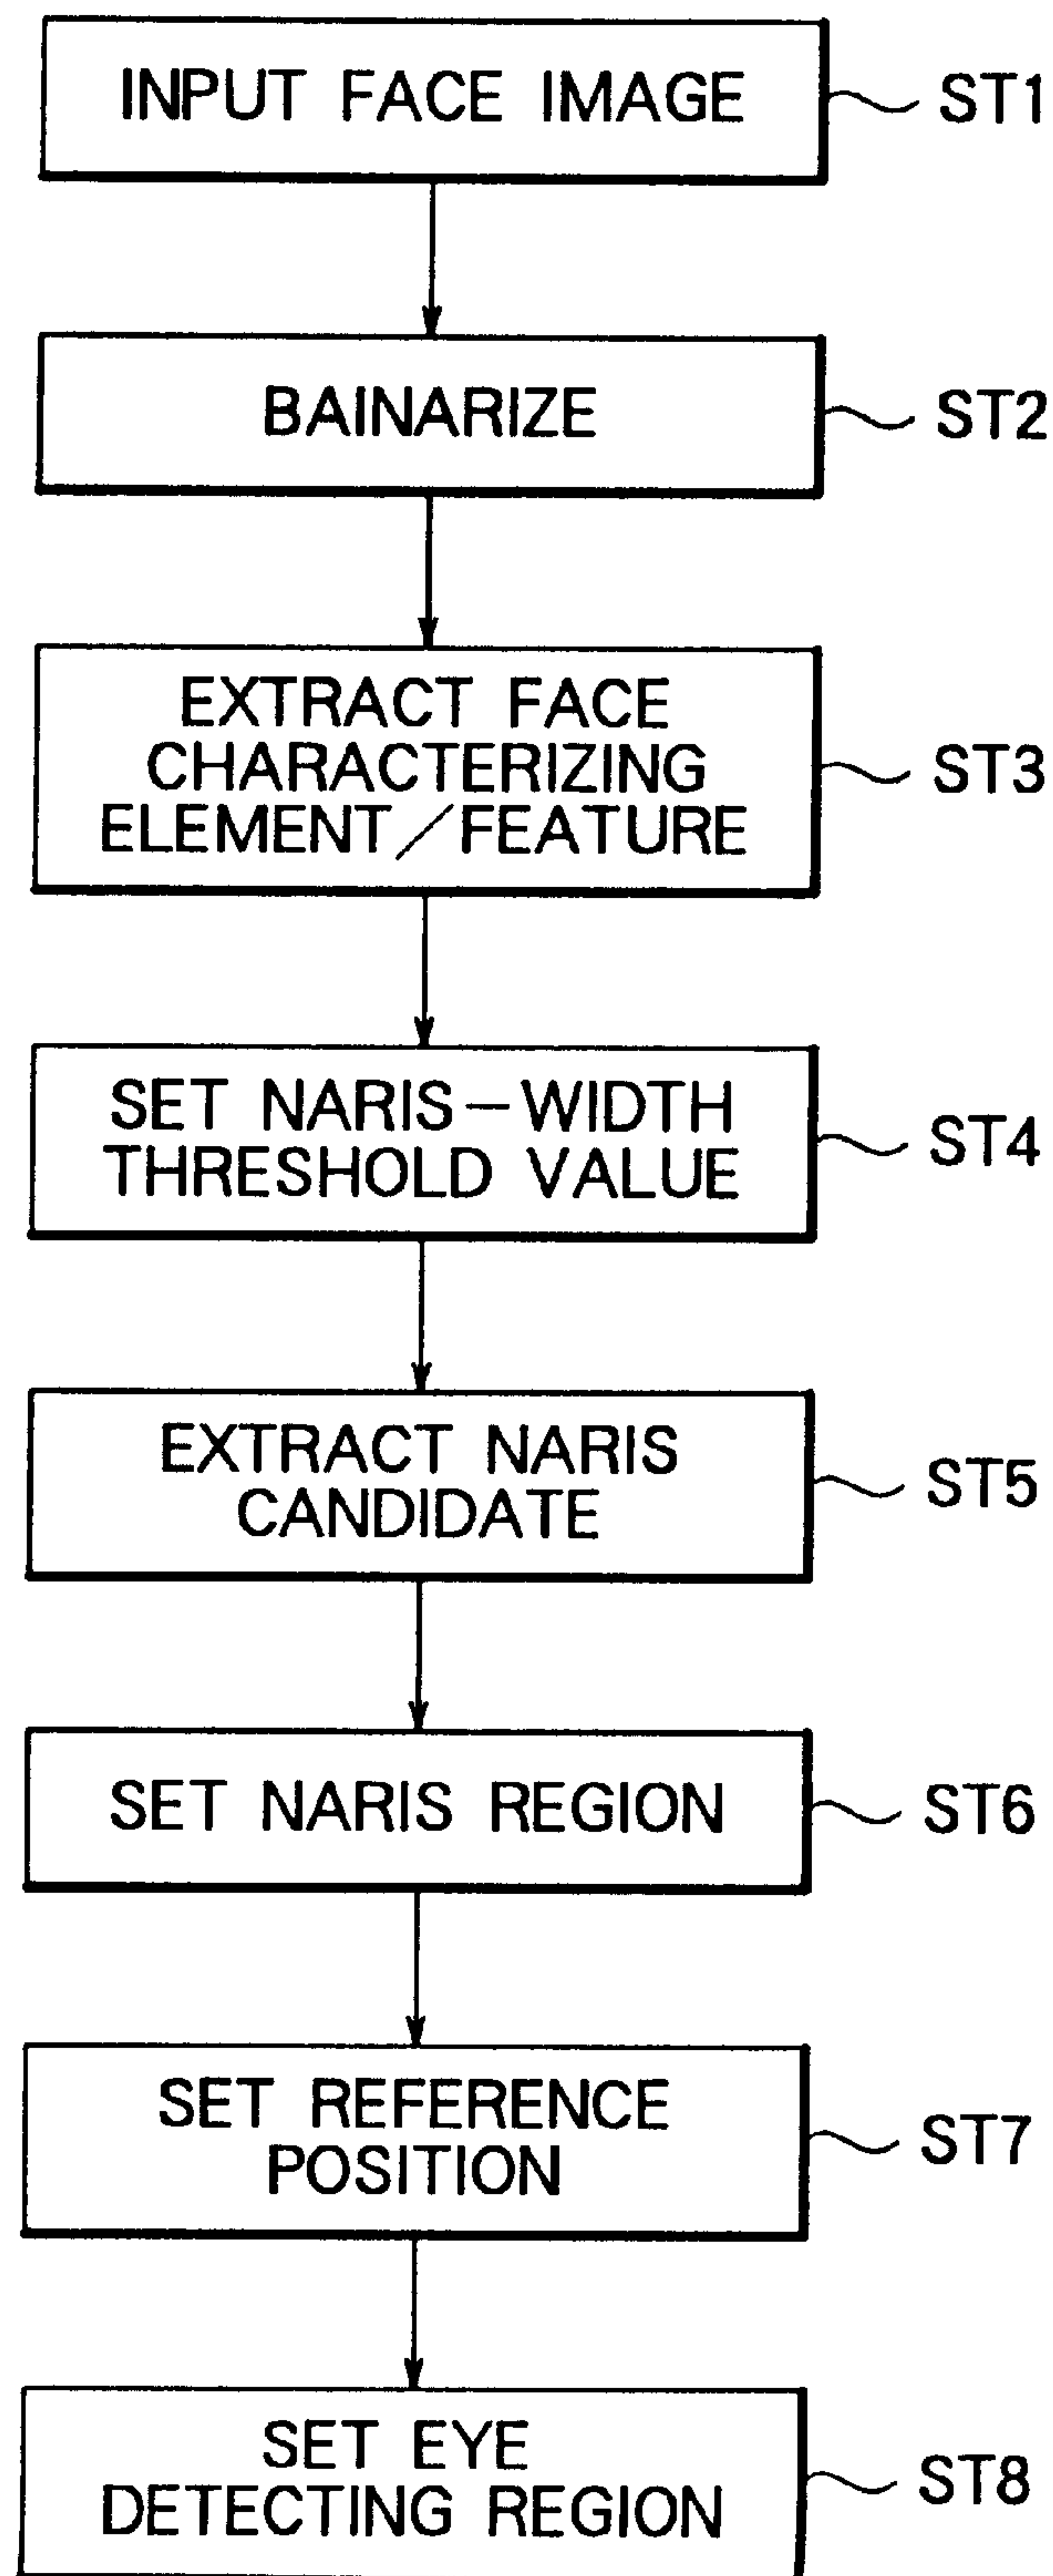 INPUT FACE IMAGE ST1
BAINARIZE ST2
EXTRACT FACE
CHARACTERIZING ST3
ELEMENT/FEATURE
SET NARIS-WIDTH
THRESHOLD VALUE ST4
EXTRACT NARIS
CANDIDATE ST5
SET NARIS REGION ST6
SET REFERENCE
POSITION ST7
SET EYE
DETECTING REGION ST8